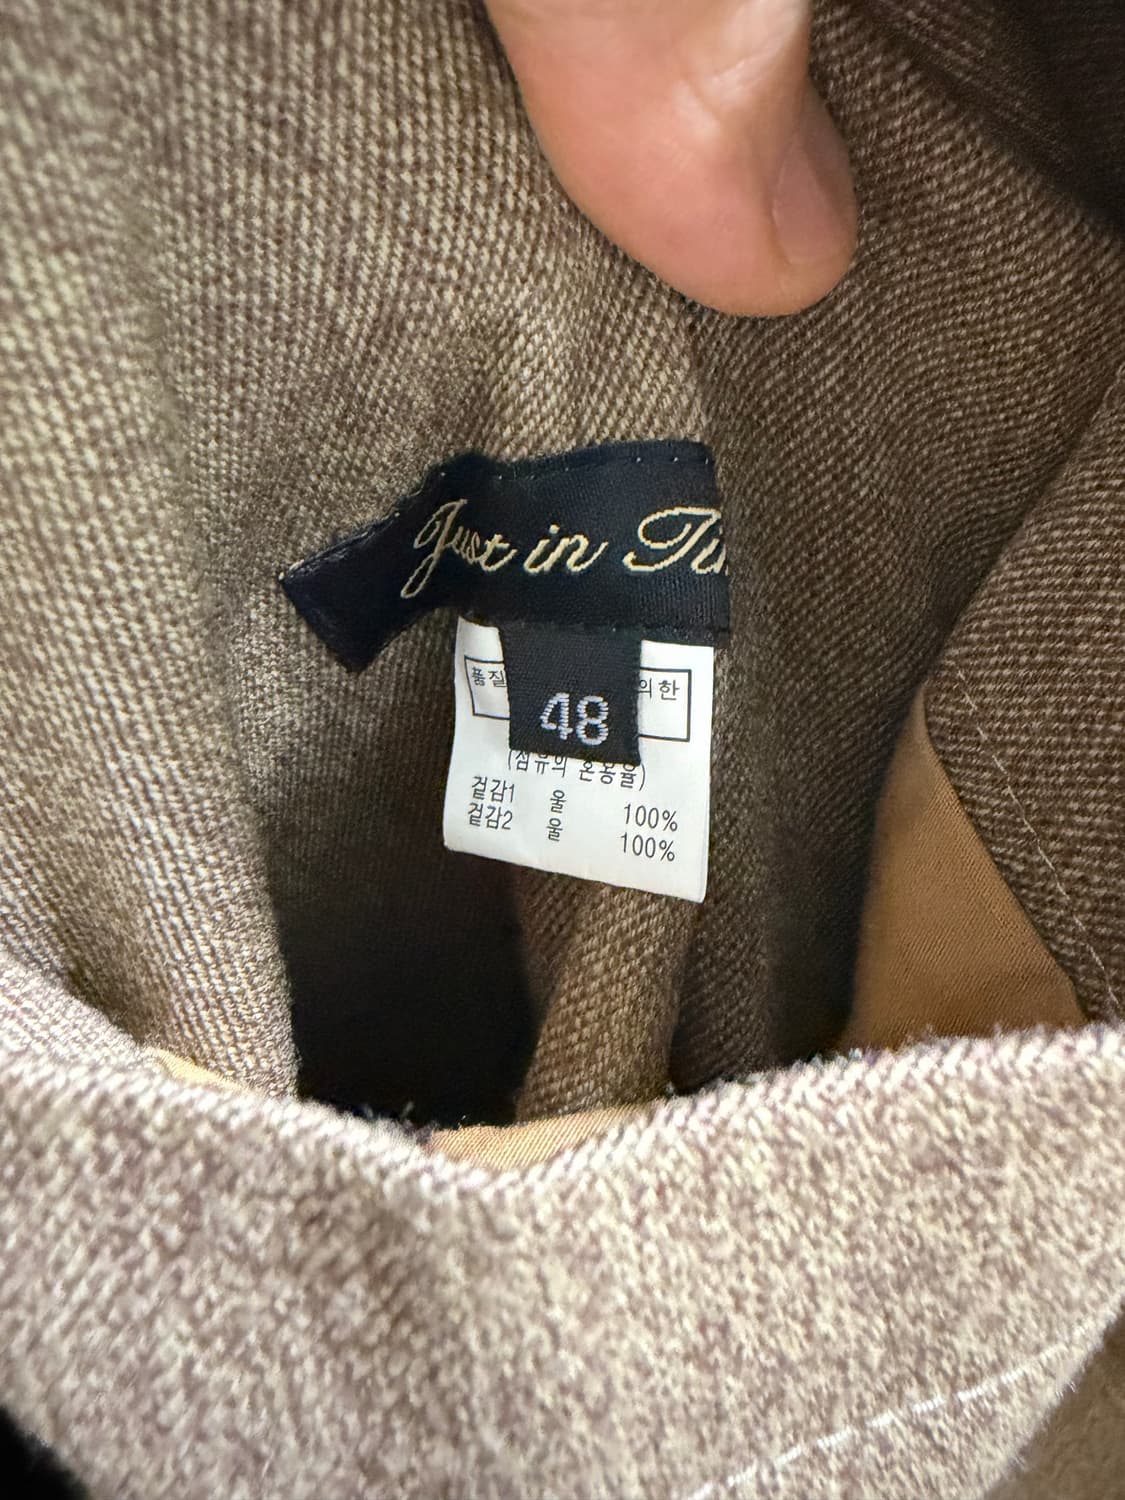 Just in
48
품질 의한
(섬유의 혼용율)
겉감1 울 100%
겉감2 울 100%